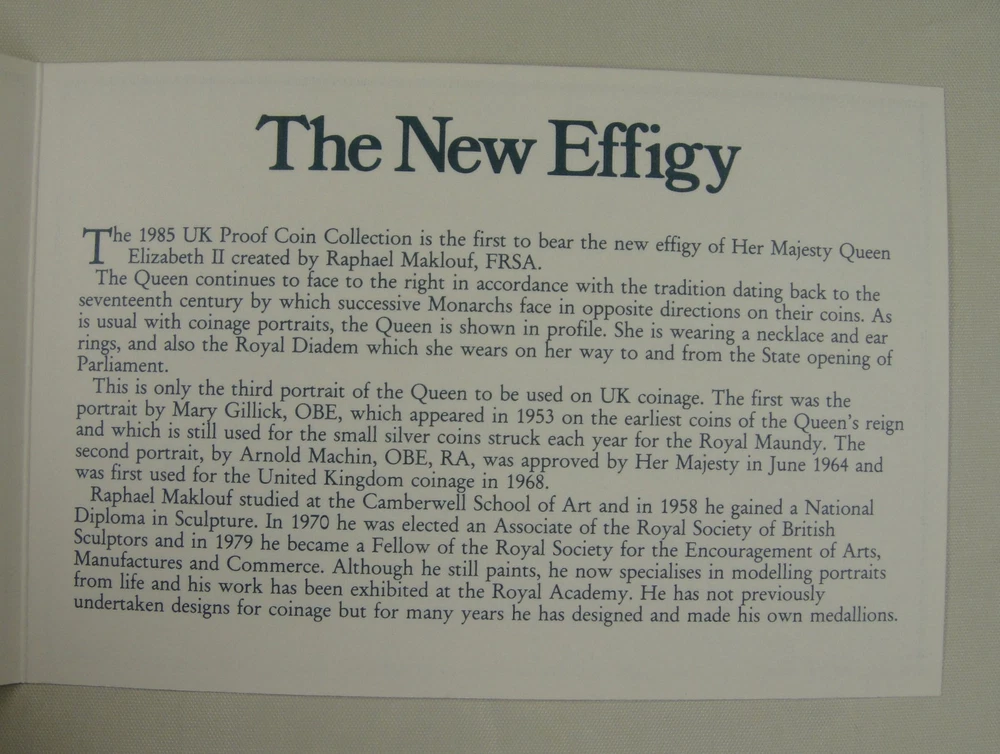 The New Effigy
The 1985 UK Proof Coin Collection is the first to bear the new effigy of Her Majesty Queen
Elizabeth II created by Raphael Maklouf, FRSA.
The Queen continues to face to the right in accordance with the tradition dating back to the
seventeenth century by which successive Monarchs face in opposite directions on their coins. As
is usual with coinage portraits, the Queen is shown in profile. She is wearing a necklace and ear
rings, and also the Royal Diadem which she wears on her way to and from the State opening of
Parliament.
This is only the third portrait of the Queen to be used on UK coinage. The first was the
portrait by Mary Gillick, OBE, which appeared in 1953 on the earliest coins of the Queen's reign
and which is still used for the small silver coins struck each year for the Royal Maundy. The
second portrait, by Arnold Machin, OBE, RA, was approved by Her Majesty in June 1964 and
was first used for the United Kingdom coinage in 1968.
Raphael Maklouf studied at the Camberwell School of Art and in 1958 he gained a National
Diploma in Sculpture. In 1970 he was elected an Associate of the Royal Society of British
Sculptors and in 1979 he became a Fellow of the Royal Society for the Encouragement of Arts,
Manufactures and Commerce. Although he still paints, he now specialises in modelling portraits
from life and his work has been exhibited at the Royal Academy. He has not previously
undertaken designs for coinage but for many years he has designed and made his own medallions.